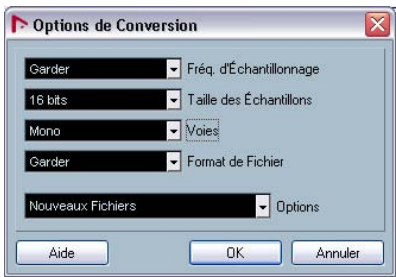 Options de Conversion
Garder Fréq. d'Échantillonnage
16 bits Taille des Échantillons
Mono Voies
Garder Format de Fichier
Nouveaux Fichiers Options
Aide OK Annuler